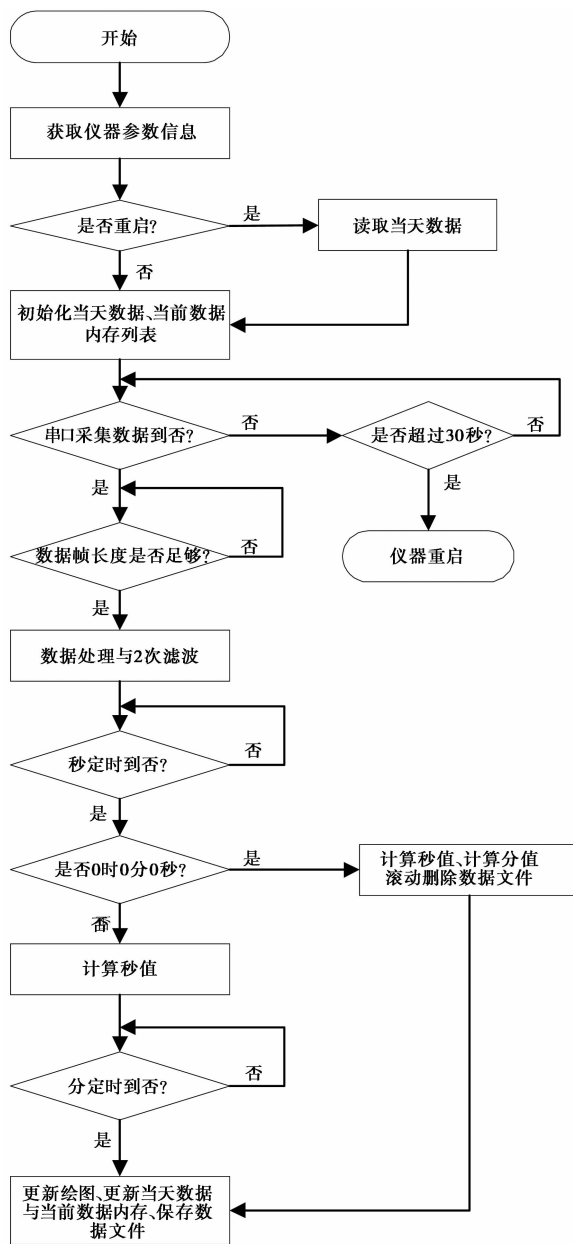 开始
获取仪器参数信息
是否重启?
是
读取当天数据
否
初始化当天数据、当前数据
内存列表
串口采集数据到否?
否
是否超过30秒?
否
是
是
仪器重启
数据帧长度是否足够?
否
是
数据处理与2次滤波
秒定时到否?
否
是
是否0时0分0秒?
是
计算秒值、计算分值
滚动删除数据文件
否
计算秒值
分定时到否?
否
是
更新绘图、更新当天数据
与当前数据内存、保存数
据文件